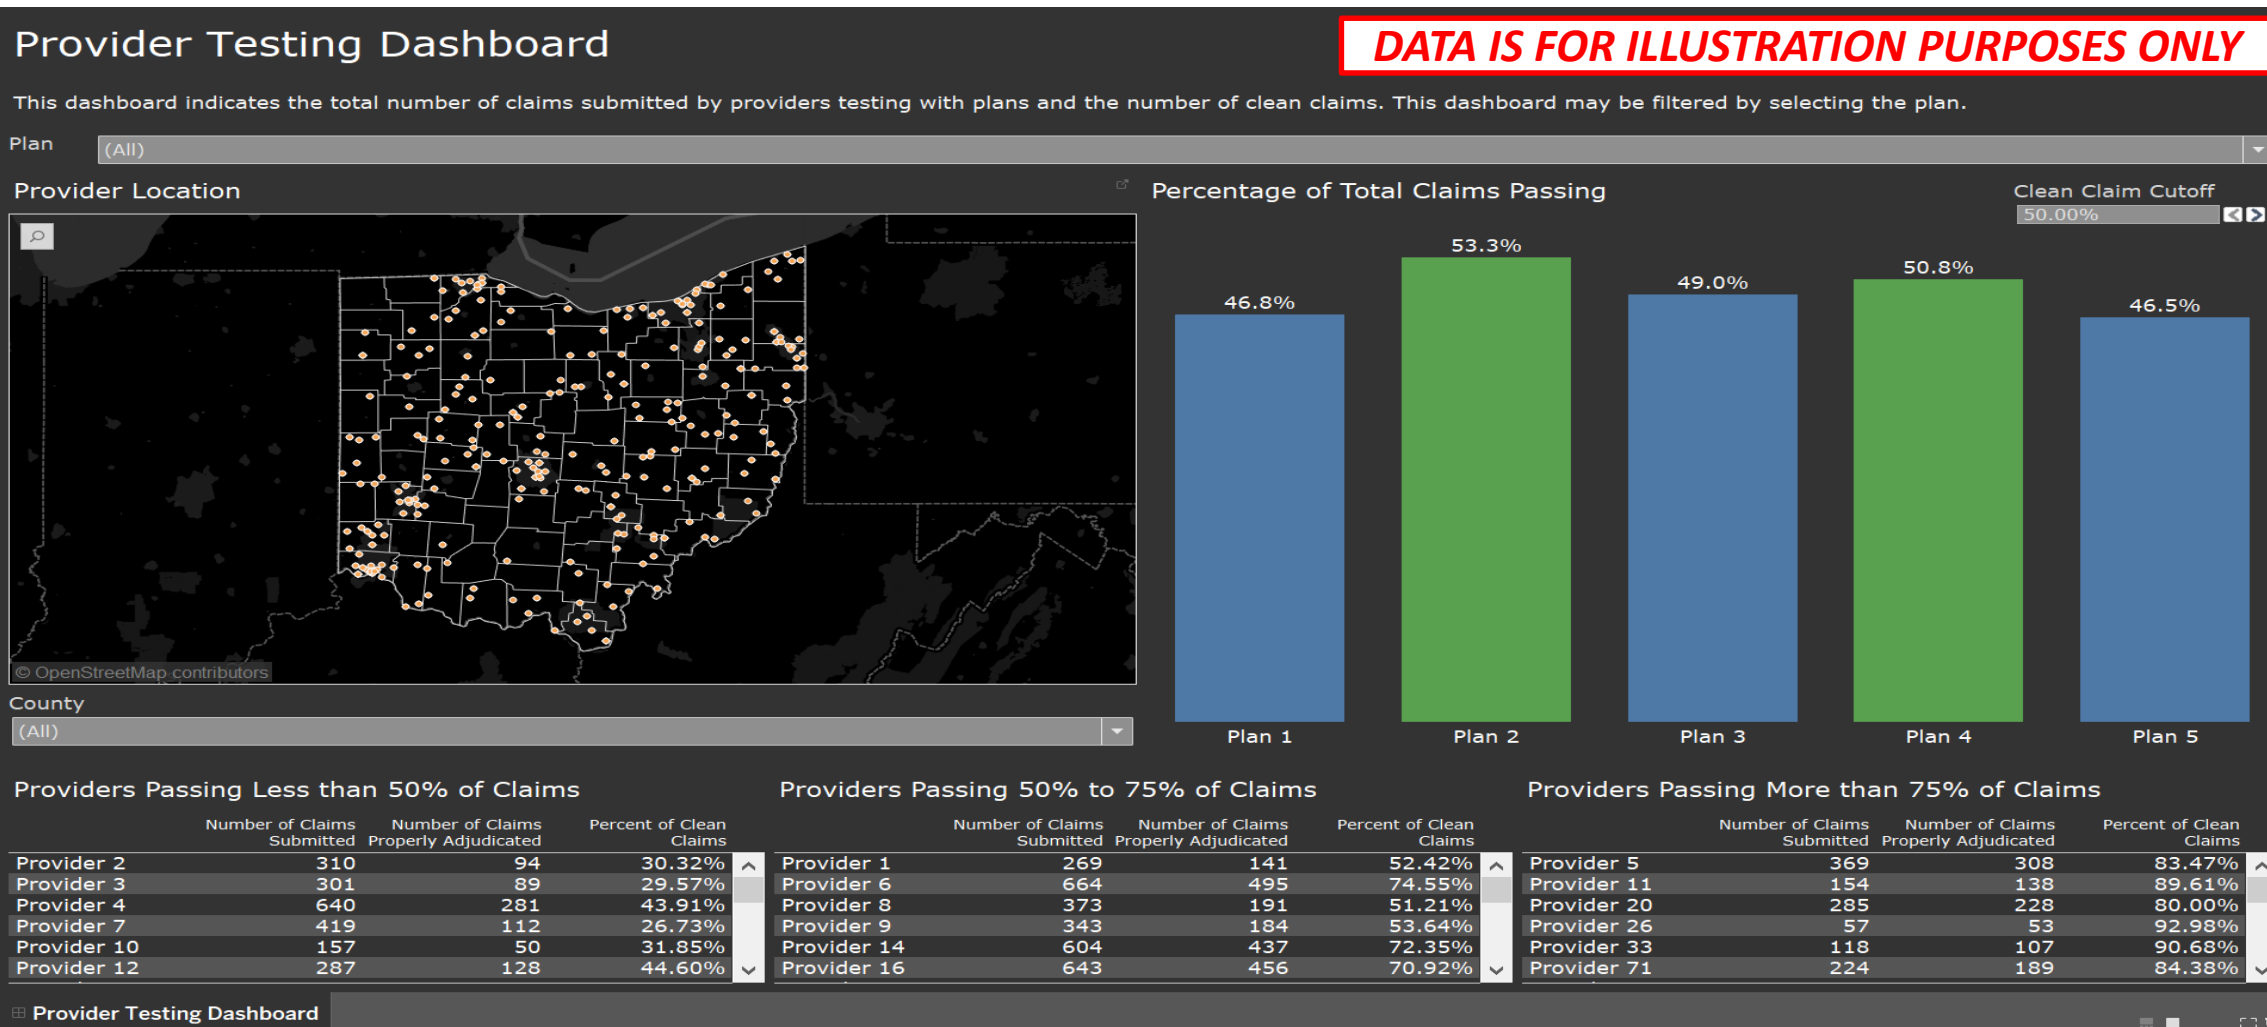 Provider Testing Dashboard
DATA IS FOR ILLUSTRATION PURPOSES ONLY
This dashboard indicates the total number of claims submitted by providers testing with plans and the number of clean claims. This dashboard may be filtered by selecting the plan.
Plan
(All)
Provider Location
© OpenStreetMap contributors
County
(All)
Percentage of Total Claims Passing
Clean Claim Cutoff
50.00%
46.8%
53.3%
49.0%
50.8%
46.5%
Plan 1
Plan 2
Plan 3
Plan 4
Plan 5
Providers Passing Less than 50% of Claims
Number of Claims Submitted Number of Claims Properly Adjudicated Percent of Clean Claims
Provider 2 310 94 30.32%
Provider 3 301 89 29.57%
Provider 4 640 281 43.91%
Provider 7 419 112 26.73%
Provider 10 157 50 31.85%
Provider 12 287 128 44.60%
Providers Passing 50% to 75% of Claims
Number of Claims Submitted Number of Claims Properly Adjudicated Percent of Clean Claims
Provider 1 269 141 52.42%
Provider 6 664 495 74.55%
Provider 8 373 191 51.21%
Provider 9 343 184 53.64%
Provider 14 604 437 72.35%
Provider 16 643 456 70.92%
Providers Passing More than 75% of Claims
Number of Claims Submitted Number of Claims Properly Adjudicated Percent of Clean Claims
Provider 5 369 308 83.47%
Provider 11 154 138 89.61%
Provider 20 285 228 80.00%
Provider 26 57 53 92.98%
Provider 33 118 107 90.68%
Provider 71 224 189 84.38%
Provider Testing Dashboard